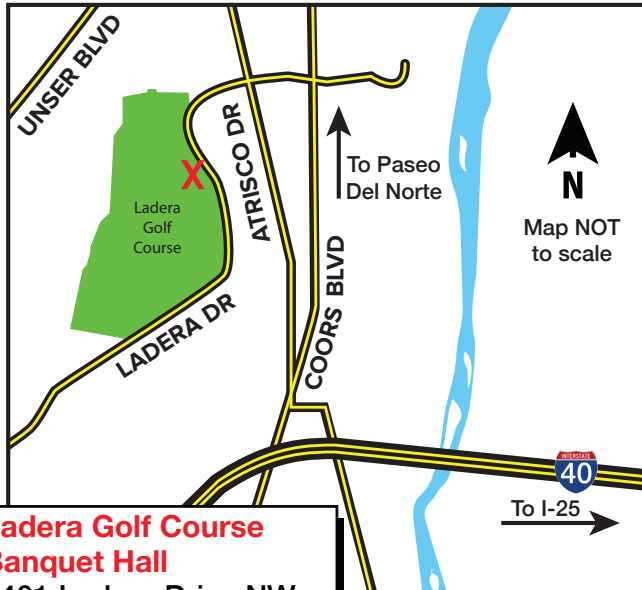 UNSER BLVD
ATRISCO DR
To Paseo
Del Norte
N
Map NOT
to scale
Ladera
Golf
Course
X
COORS BLVD
LADERA DR
INTERSTATE
40
To I-25
adera Golf Course
Banquet Hall